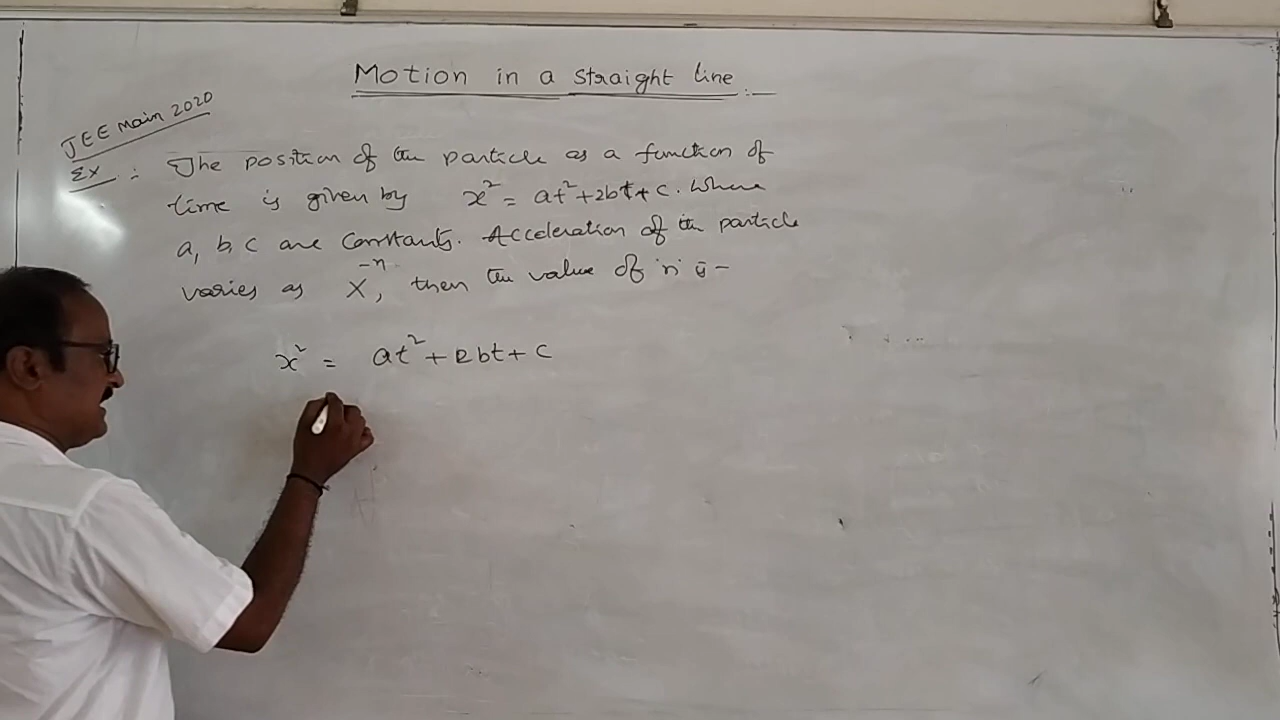 Motion in a straight line :-
JEE Main 2020
Ex : The position of the particle as a function of
time is given by x² = at² + 2bt + c. Where
a, b, c are constants. Acceleration of the particle
varies as x⁻ⁿ, then the value of 'n' is -
x² = at² + 2bt + c